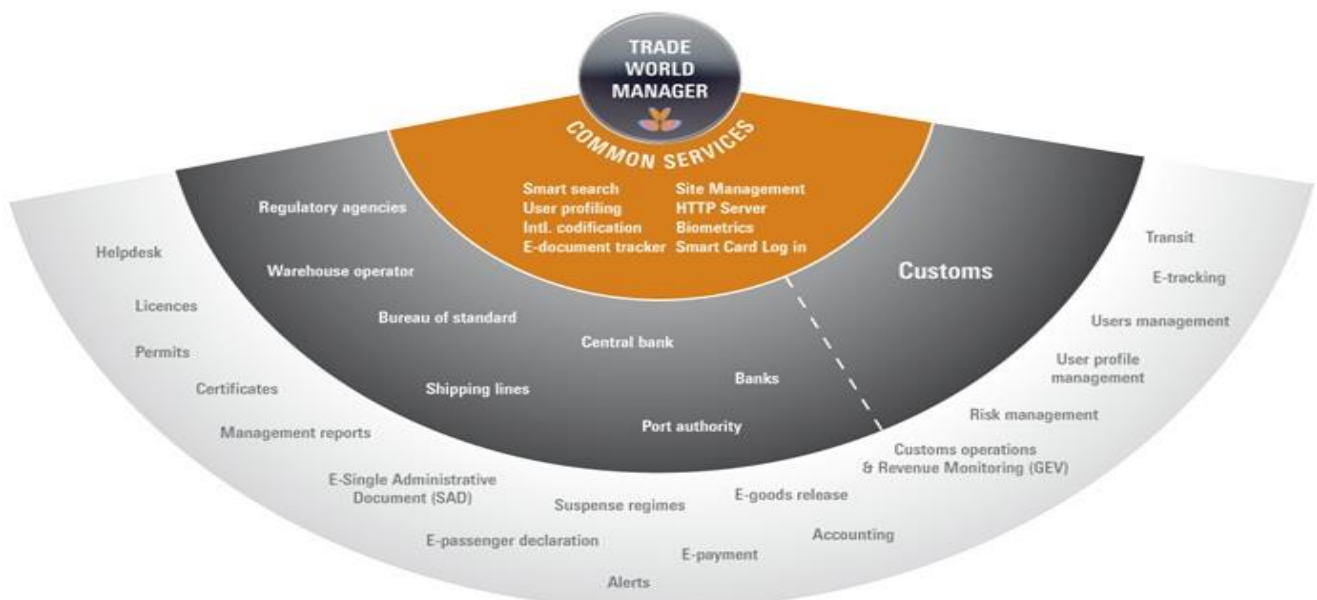 TRADE
WORLD
MANAGER
COMMON SERVICES
Smart search
User profiling
Intl. codification
E-document tracker
Site Management
HTTP Server
Biometrics
Smart Card Log in
Regulatory agencies
Warehouse operator
Bureau of standard
Central bank
Shipping lines
Banks
Port authority
Customs
Helpdesk
Licences
Permits
Certificates
Management reports
E-Single Administrative
Document (SAD)
E-passenger declaration
Suspense regimes
Alerts
E-payment
E-goods release
Accounting
Customs operations
& Revenue Monitoring (GEV)
Risk management
User profile
management
Users management
E-tracking
Transit